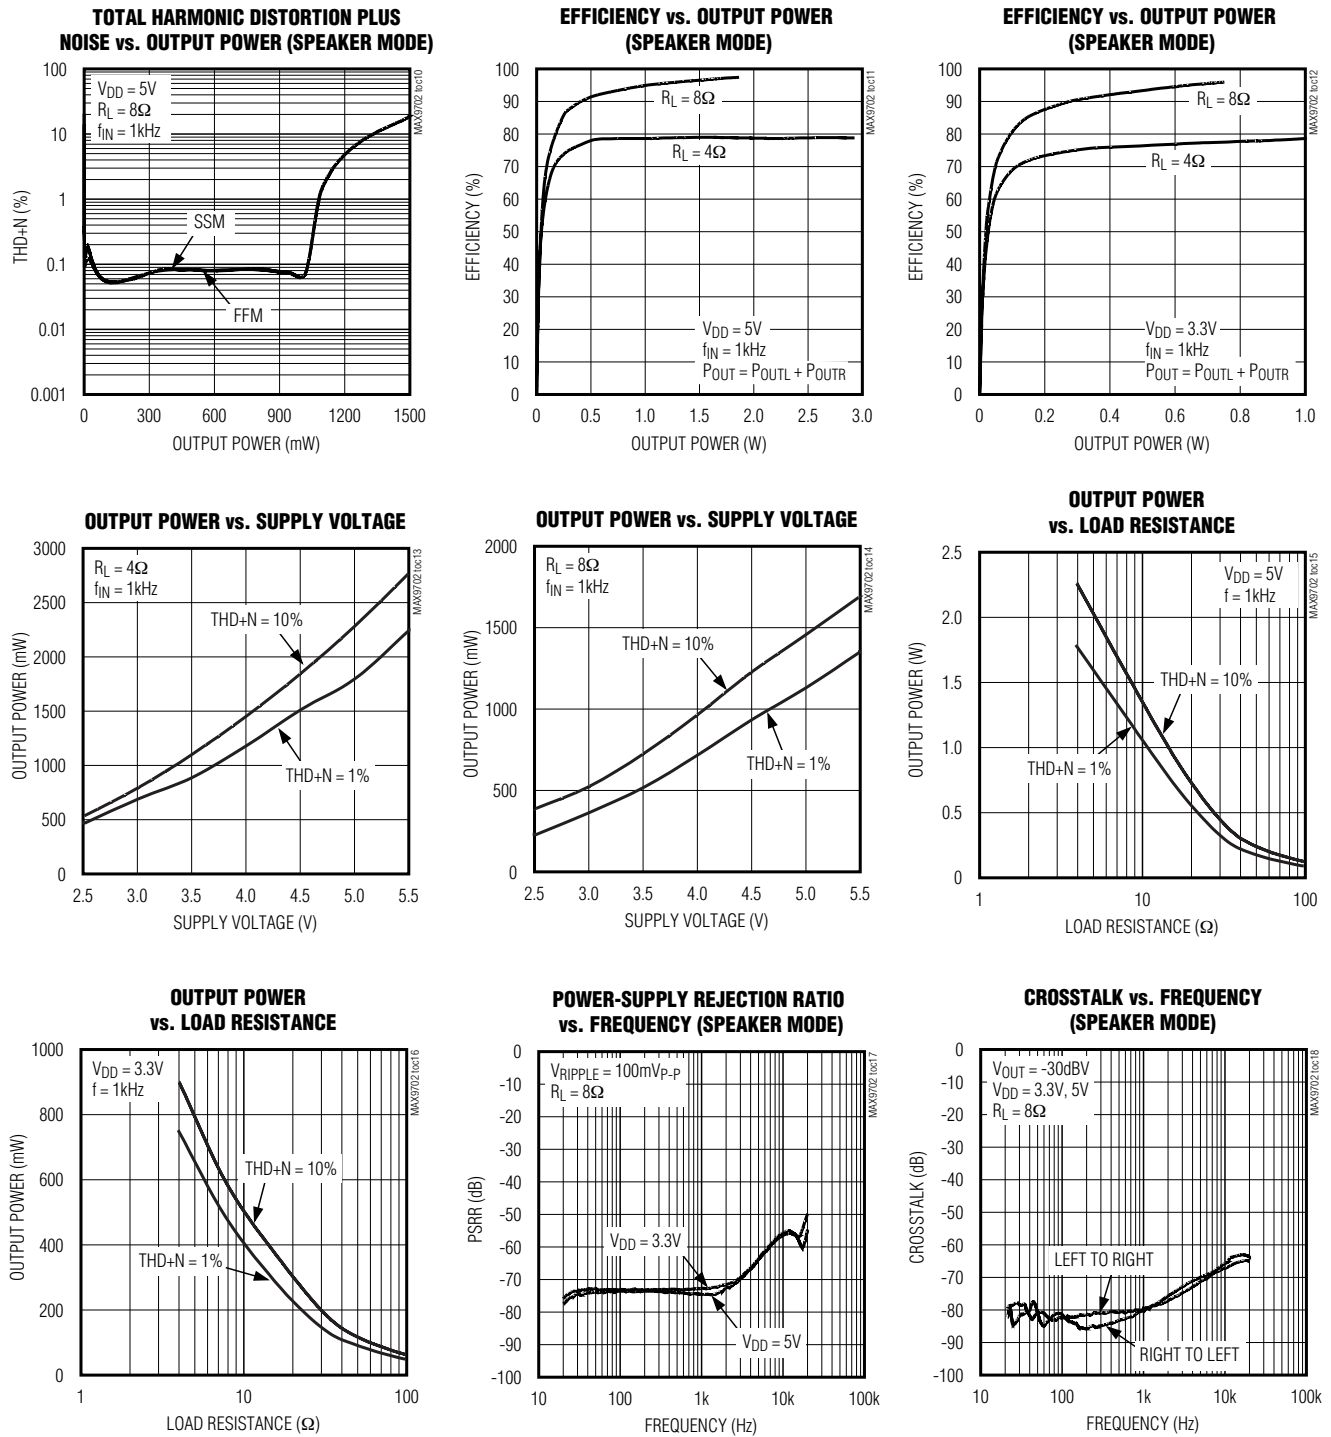 TOTAL HARMONIC DISTORTION PLUS
NOISE vs. OUTPUT POWER (SPEAKER MODE)
MAX9702 toc10
VDD = 5V
RL = 8Ω
fIN = 1kHz
THD+N (%)
100
10
1
0.1
0.01
0.001
SSM
FFM
0 300 600 900 1200 1500
OUTPUT POWER (mW)
EFFICIENCY vs. OUTPUT POWER
(SPEAKER MODE)
MAX9702 toc11
EFFICIENCY (%)
100
90
80
70
60
50
40
30
20
10
0
RL = 8Ω
RL = 4Ω
VDD = 5V
fIN = 1kHz
POUT = POUTL + POUTR
0 0.5 1.0 1.5 2.0 2.5 3.0
OUTPUT POWER (W)
EFFICIENCY vs. OUTPUT POWER
(SPEAKER MODE)
MAX9702 toc12
EFFICIENCY (%)
100
90
80
70
60
50
40
30
20
10
0
RL = 8Ω
RL = 4Ω
VDD = 3.3V
fIN = 1kHz
POUT = POUTL + POUTR
0 0.2 0.4 0.6 0.8 1.0
OUTPUT POWER (W)
OUTPUT POWER vs. SUPPLY VOLTAGE
MAX9702 toc13
RL = 4Ω
fIN = 1kHz
OUTPUT POWER (mW)
3000
2500
2000
1500
1000
500
0
THD+N = 10%
THD+N = 1%
2.5 3.0 3.5 4.0 4.5 5.0 5.5
SUPPLY VOLTAGE (V)
OUTPUT POWER vs. SUPPLY VOLTAGE
MAX9702 toc14
RL = 8Ω
fIN = 1kHz
OUTPUT POWER (mW)
2000
1500
1000
500
0
THD+N = 10%
THD+N = 1%
2.5 3.0 3.5 4.0 4.5 5.0 5.5
SUPPLY VOLTAGE (V)
OUTPUT POWER
vs. LOAD RESISTANCE
MAX9702 toc15
VDD = 5V
f = 1kHz
OUTPUT POWER (W)
2.5
2.0
1.5
1.0
0.5
0
THD+N = 10%
THD+N = 1%
1 10 100
LOAD RESISTANCE (Ω)
OUTPUT POWER
vs. LOAD RESISTANCE
MAX9702 toc16
VDD = 3.3V
f = 1kHz
OUTPUT POWER (mW)
1000
800
600
400
200
0
THD+N = 10%
THD+N = 1%
1 10 100
LOAD RESISTANCE (Ω)
POWER-SUPPLY REJECTION RATIO
vs. FREQUENCY (SPEAKER MODE)
MAX9702 toc17
VRIPPLE = 100mVP-P
RL = 8Ω
PSRR (dB)
0
-10
-20
-30
-40
-50
-60
-70
-80
-90
-100
VDD = 3.3V
VDD = 5V
10 100 1k 10k 100k
FREQUENCY (Hz)
CROSSTALK vs. FREQUENCY
(SPEAKER MODE)
MAX9702 toc18
VOUT = -30dBV
VDD = 3.3V, 5V
RL = 8Ω
CROSSTALK (dB)
0
-10
-20
-30
-40
-50
-60
-70
-80
-90
-100
LEFT TO RIGHT
RIGHT TO LEFT
10 100 1k 10k 100k
FREQUENCY (Hz)